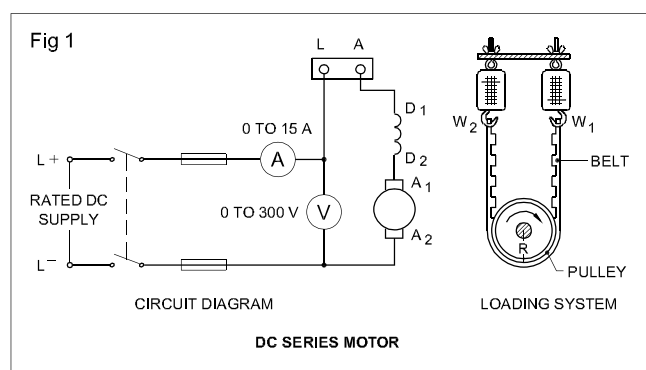 Fig 1
L A
D1
0 TO 15 A
D2
L+
A
A1
RATED DC
SUPPLY
0 TO 300 V
V
A2
L–
CIRCUIT DIAGRAM
W2 W1
BELT
R
PULLEY
LOADING SYSTEM
DC SERIES MOTOR